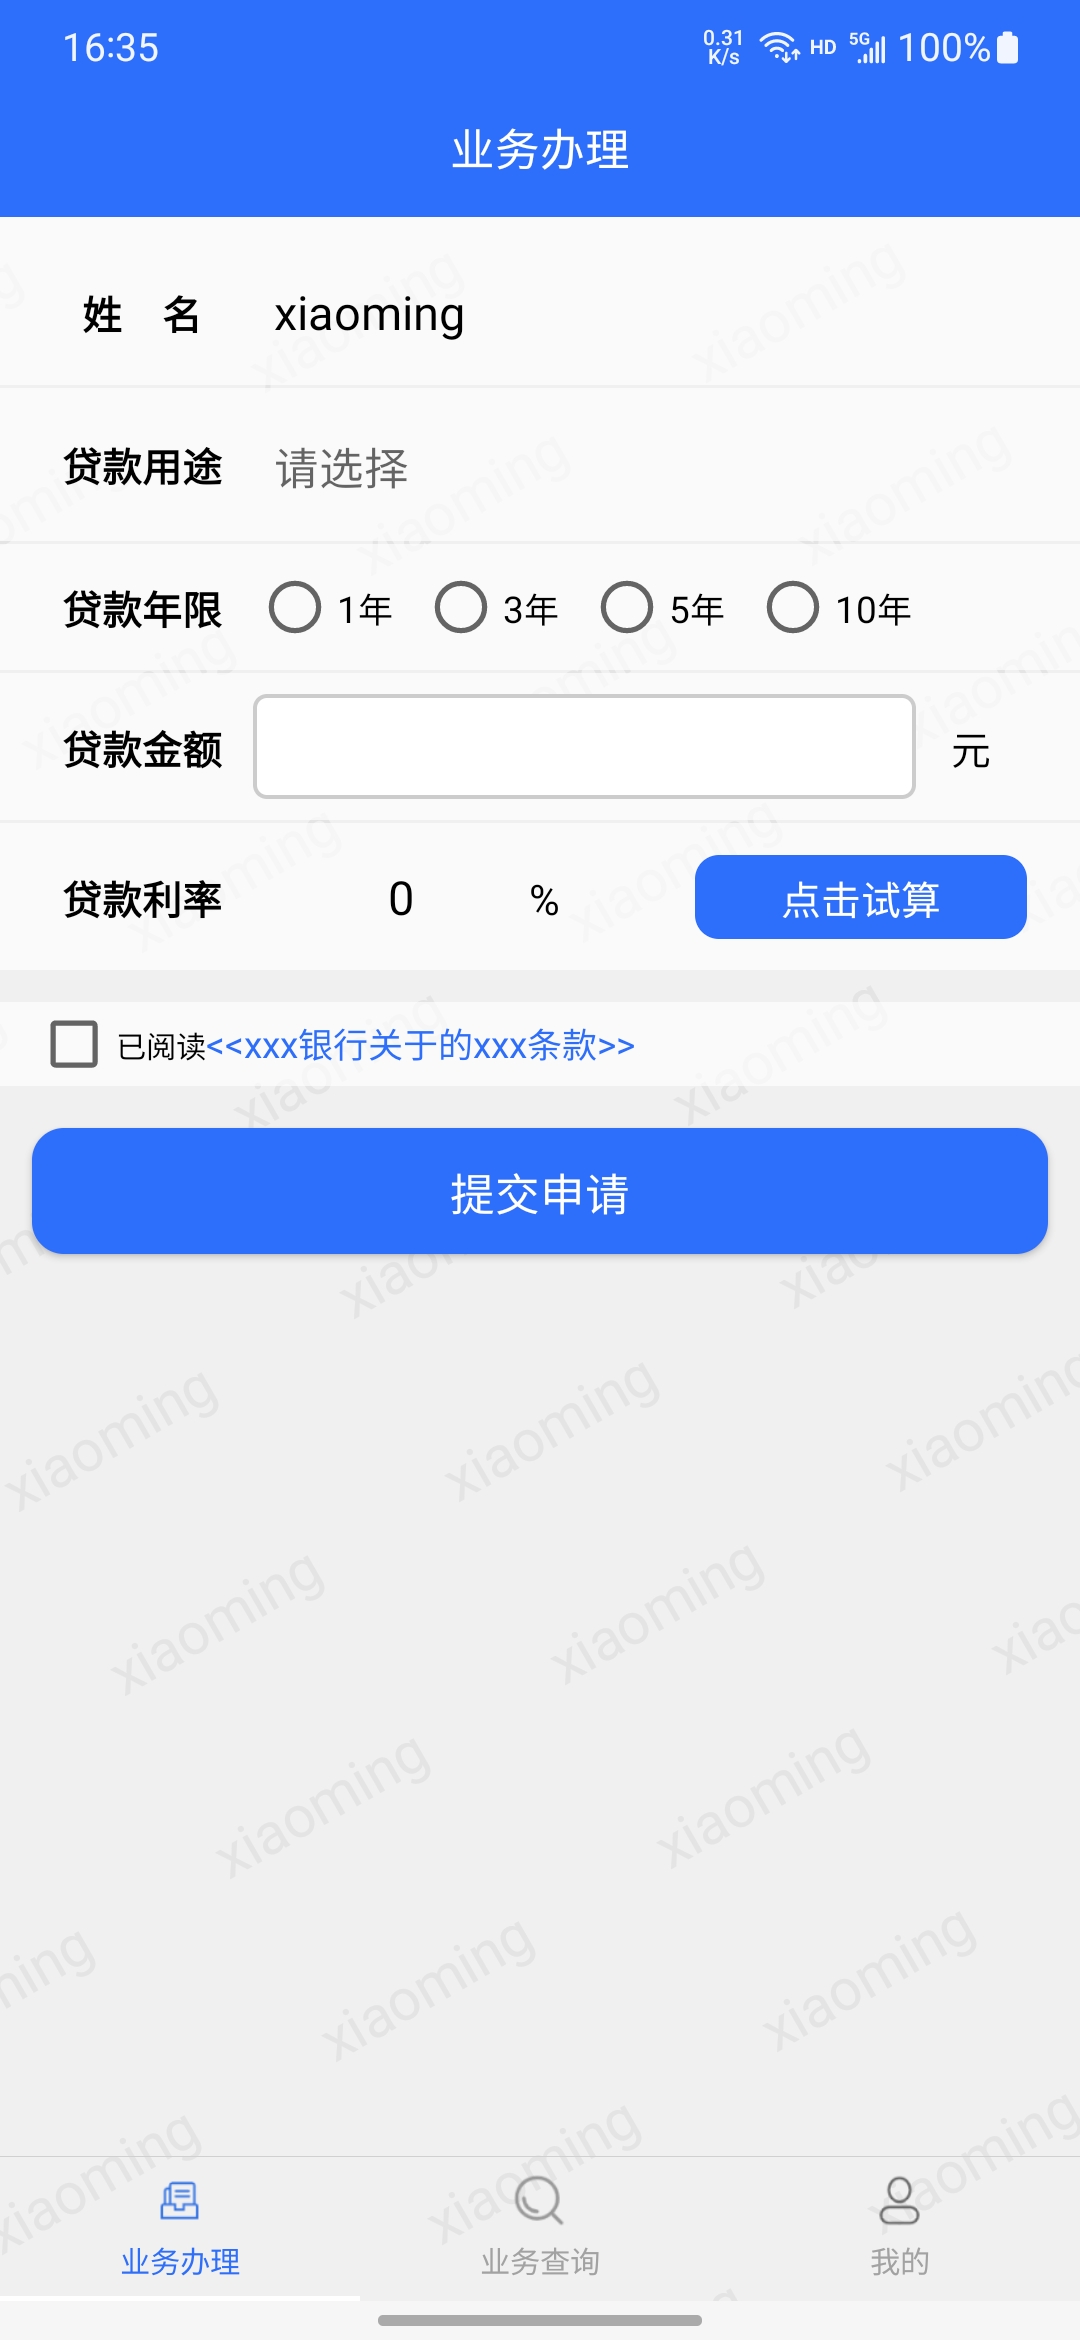 16:35 0.31 K/s HD 5G 100%
业务办理
姓 名 xiaoming
贷款用途 请选择
贷款年限 1年 3年 5年 10年
贷款金额 元
贷款利率 0 % 点击试算
已阅读<<xxx银行关于的xxx条款>>
提交申请
xiaoming xiaoming xiaoming
xiaoming xiaoming
xiaoming xiaoming
xiaoming xiaoming
业务办理 业务查询 我的